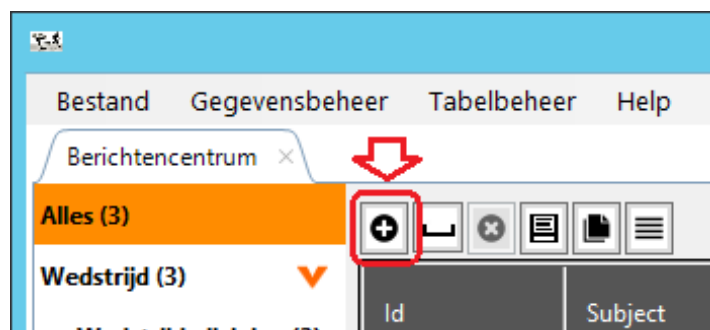 Bestand Gegevensbeheer Tabelbeheer Help
Berichtencentrum
Alles (3)
Wedstrijd (3)
Id Subject